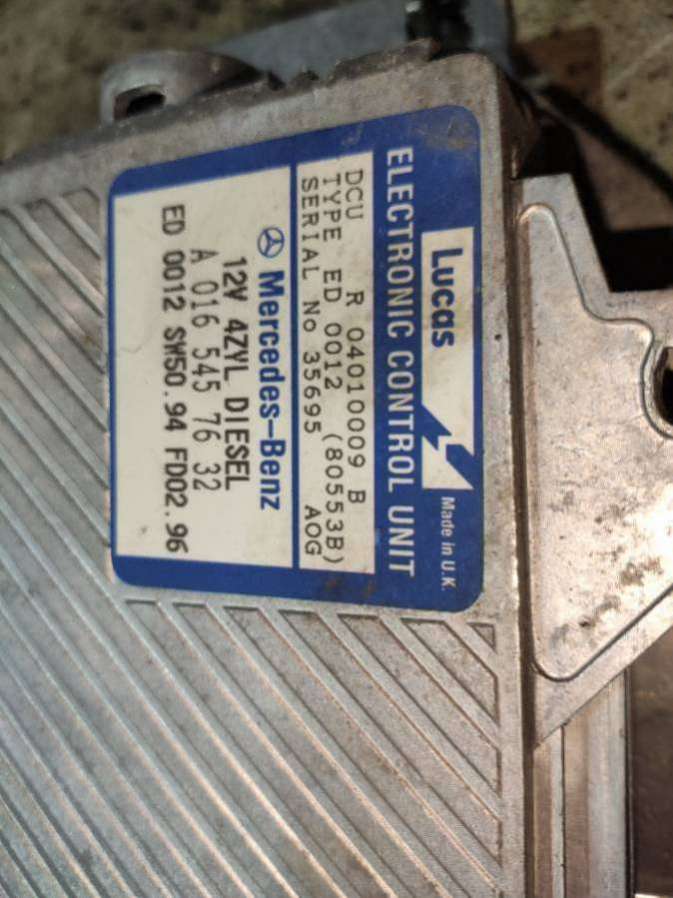 Lucas
Made in U.K.
ELECTRONIC CONTROL UNIT
DCU R 04010009 B
TYPE ED 0012 (80553B)
SERIAL No 35695 AOG
Mercedes-Benz
12V 4ZYL DIESEL
A 016 545 76 32
ED 0012 SW50.94 FD02.96